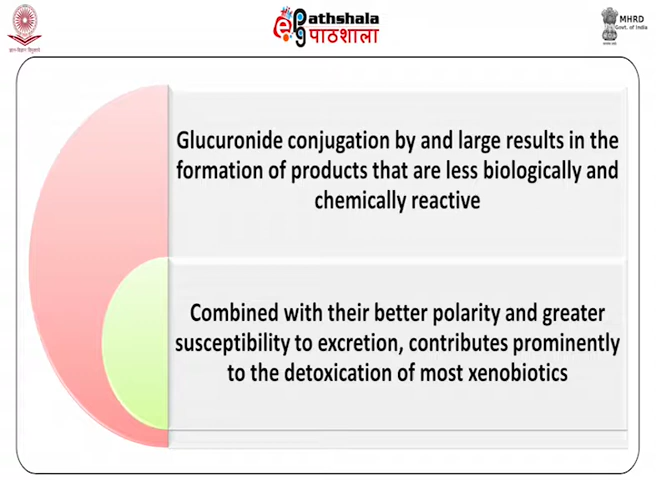 ePathshala
पाठशाला
MHRD
Govt. of India
Glucuronide conjugation by and large results in the
formation of products that are less biologically and
chemically reactive
Combined with their better polarity and greater
susceptibility to excretion, contributes prominently
to the detoxication of most xenobiotics